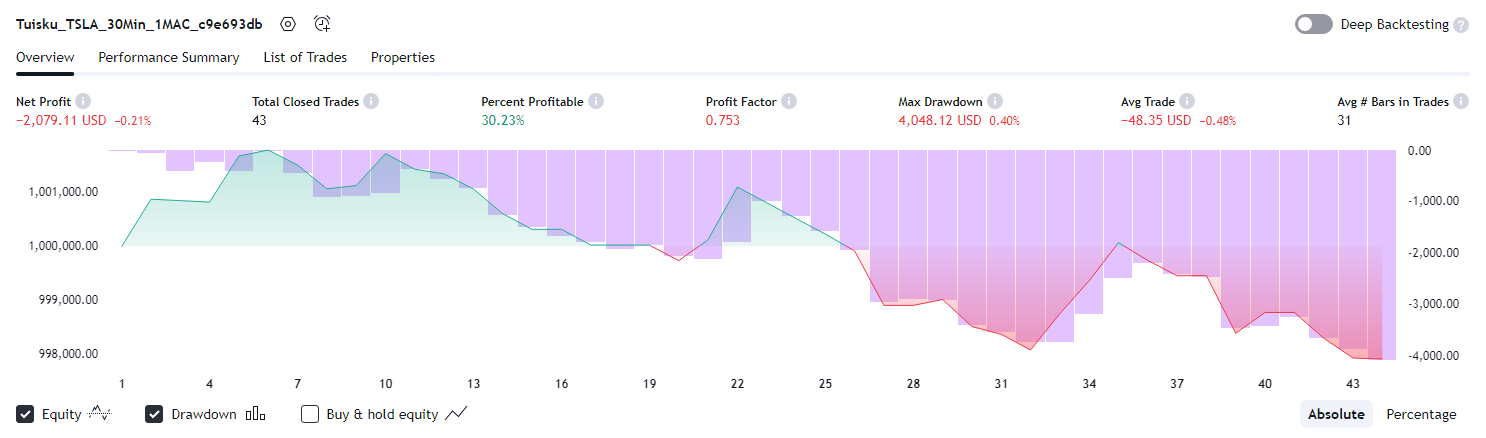 Tuisku_TSLA_30Min_1MAC_c9e693db
Deep Backtesting
Overview Performance Summary List of Trades Properties
Net Profit Total Closed Trades Percent Profitable Profit Factor Max Drawdown Avg Trade Avg # Bars in Trades
−2,079.11 USD −0.21% 43 30.23% 0.753 4,048.12 USD 0.40% −48.35 USD −0.48% 31
0.00
1,001,000.00 -1,000.00
1,000,000.00 -2,000.00
999,000.00 -3,000.00
998,000.00 -4,000.00
1 4 7 10 13 16 19 22 25 28 31 34 37 40 43
Equity Drawdown Buy & hold equity Absolute Percentage